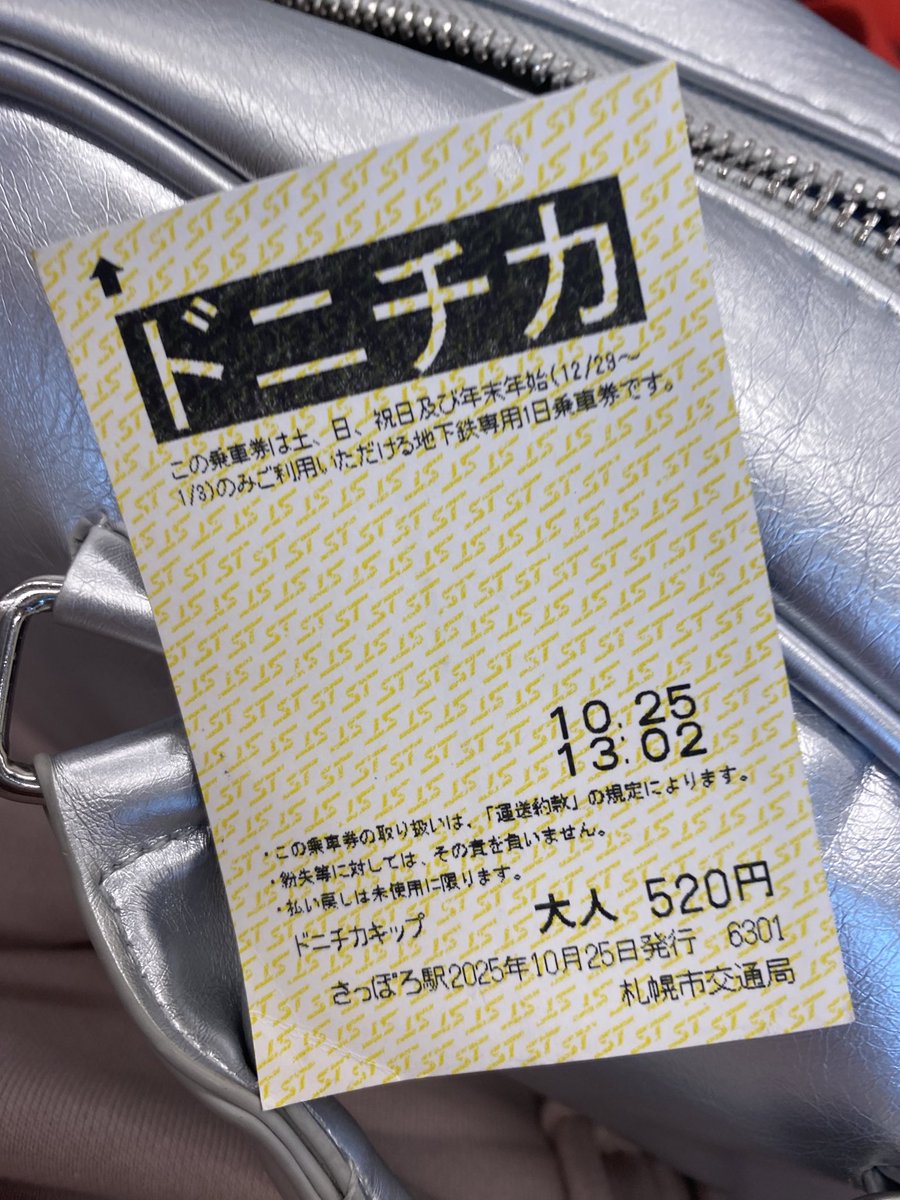 ドニチカ
この乗車券は土、日、祝日及び年末年始(12/29～
1/3)のみご利用いただける地下鉄専用1日乗車券です。
10.25
13:02
・この乗車券の取り扱いは、「運送約款」の規定によります。
・紛失等に対しては、その責を負いません。
・払い戻しは未使用に限ります。
ドニチカキップ 大人 520円
さっぽろ駅2025年10月25日発行 6301
札幌市交通局